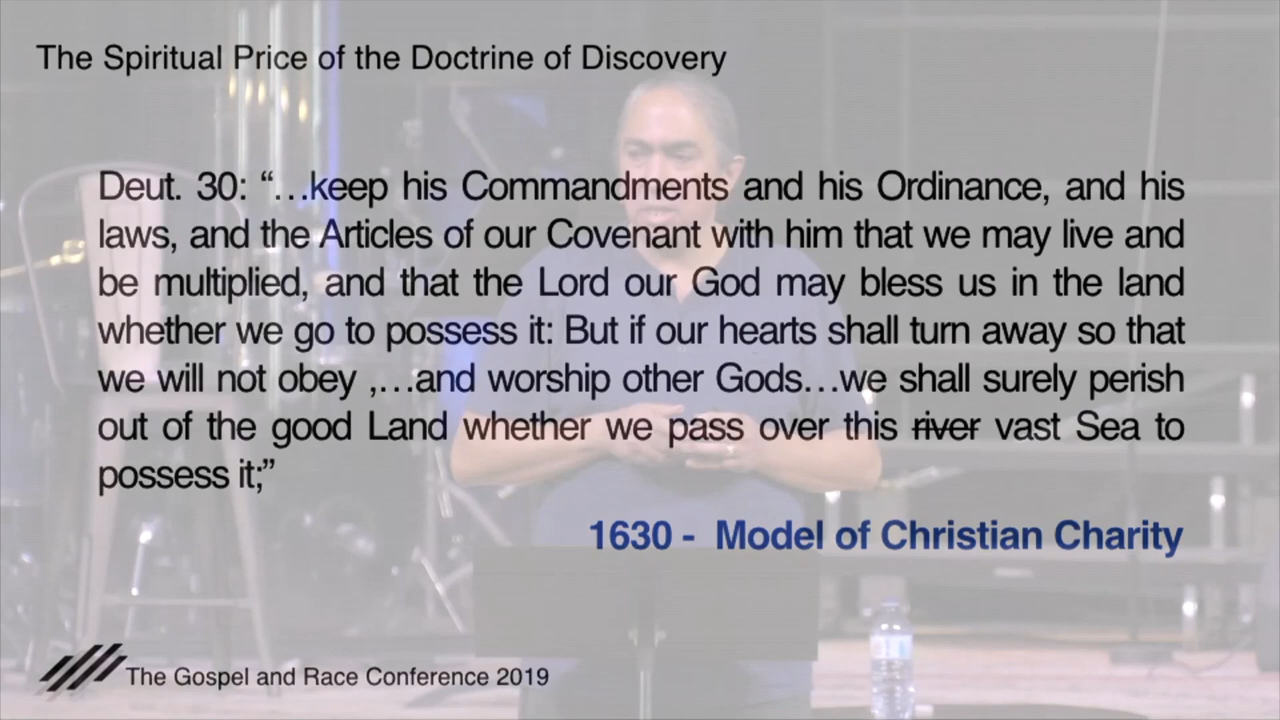 The Spiritual Price of the Doctrine of Discovery
Deut. 30: “…keep his Commandments and his Ordinance, and his
laws, and the Articles of our Covenant with him that we may live and
be multiplied, and that the Lord our God may bless us in the land
whether we go to possess it: But if our hearts shall turn away so that
we will not obey ,…and worship other Gods…we shall surely perish
out of the good Land whether we pass over this river vast Sea to
possess it;”
1630 - Model of Christian Charity
The Gospel and Race Conference 2019